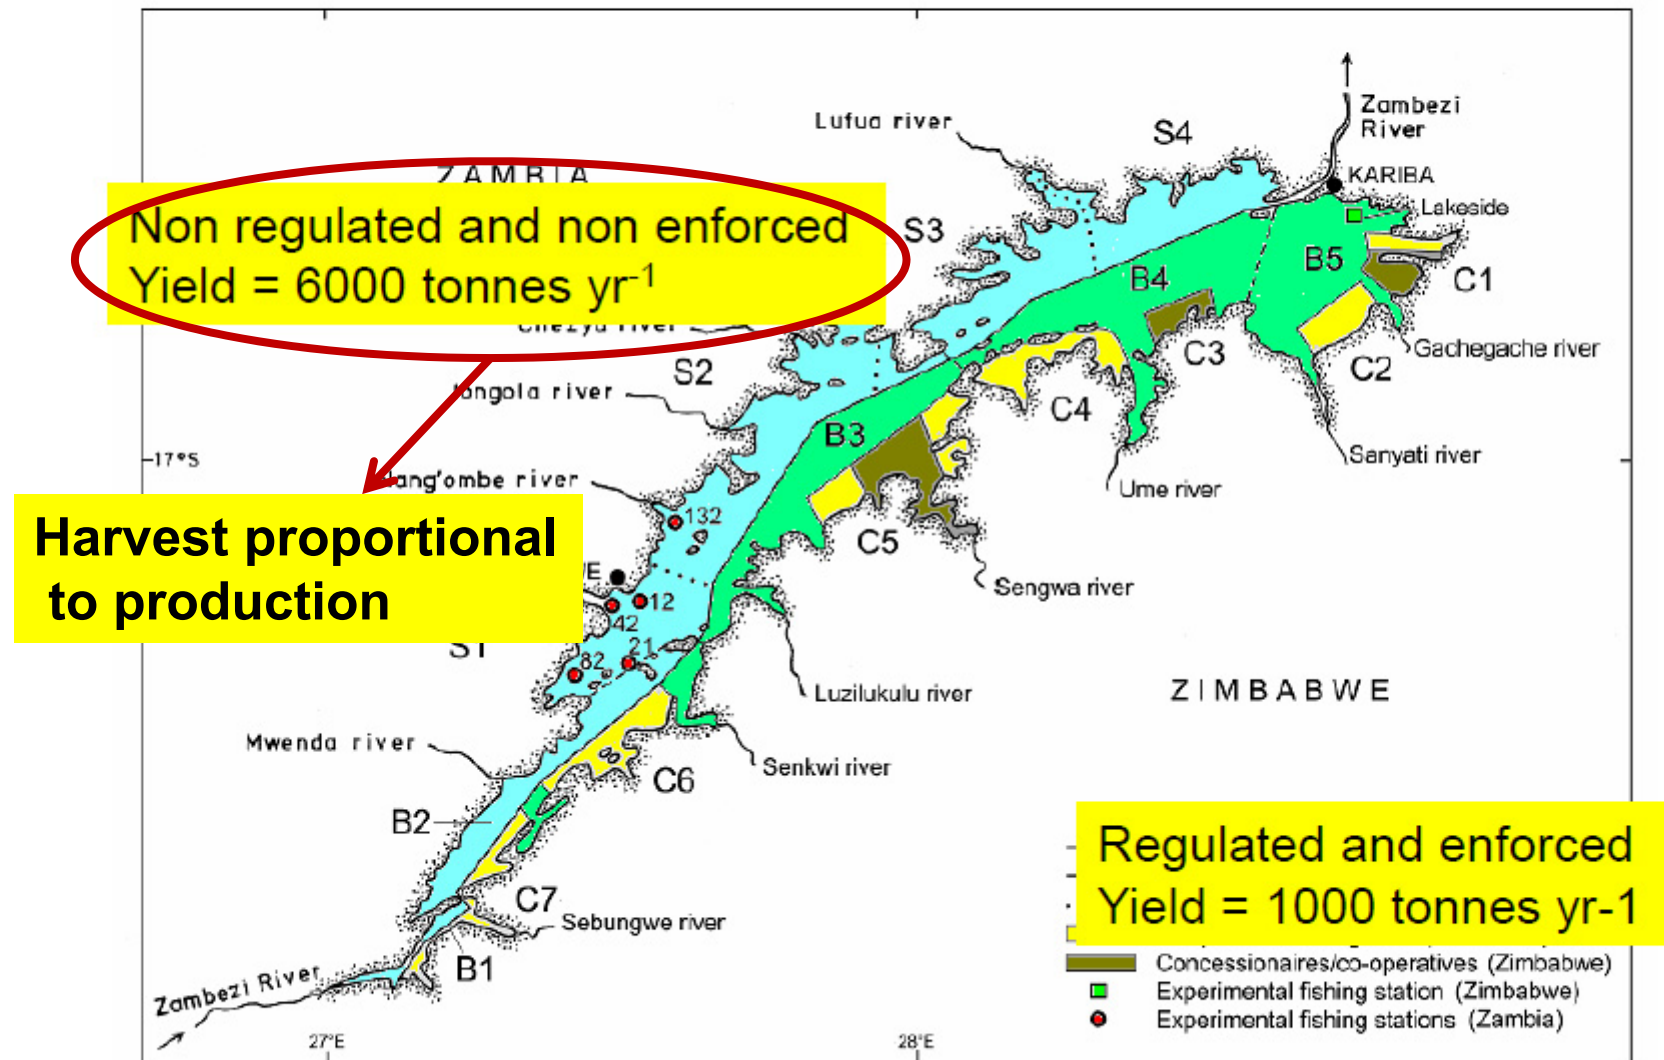 Zambezi
River
Lufua river
S4
ZAMBIA
KARIBA
Lakeside
Non regulated and non enforced
Yield = 6000 tonnes yr-1
S3
B5
B4
C1
Chezya river
S2
C3
Gachegache river
C2
C4
B3
Sanyati river
17°S
Ume river
132
Harvest proportional
to production
C5
Sengwa river
12
42
S1
21
82
Luzilukulu river
ZIMBABWE
Mwenda river
Senkwi river
C6
B2
Regulated and enforced
Yield = 1000 tonnes yr-1
C7
Sebungwe river
B1
Zambezi River
Concessionaires/co-operatives (Zimbabwe)
Experimental fishing station (Zimbabwe)
Experimental fishing stations (Zambia)
27°E
28°E